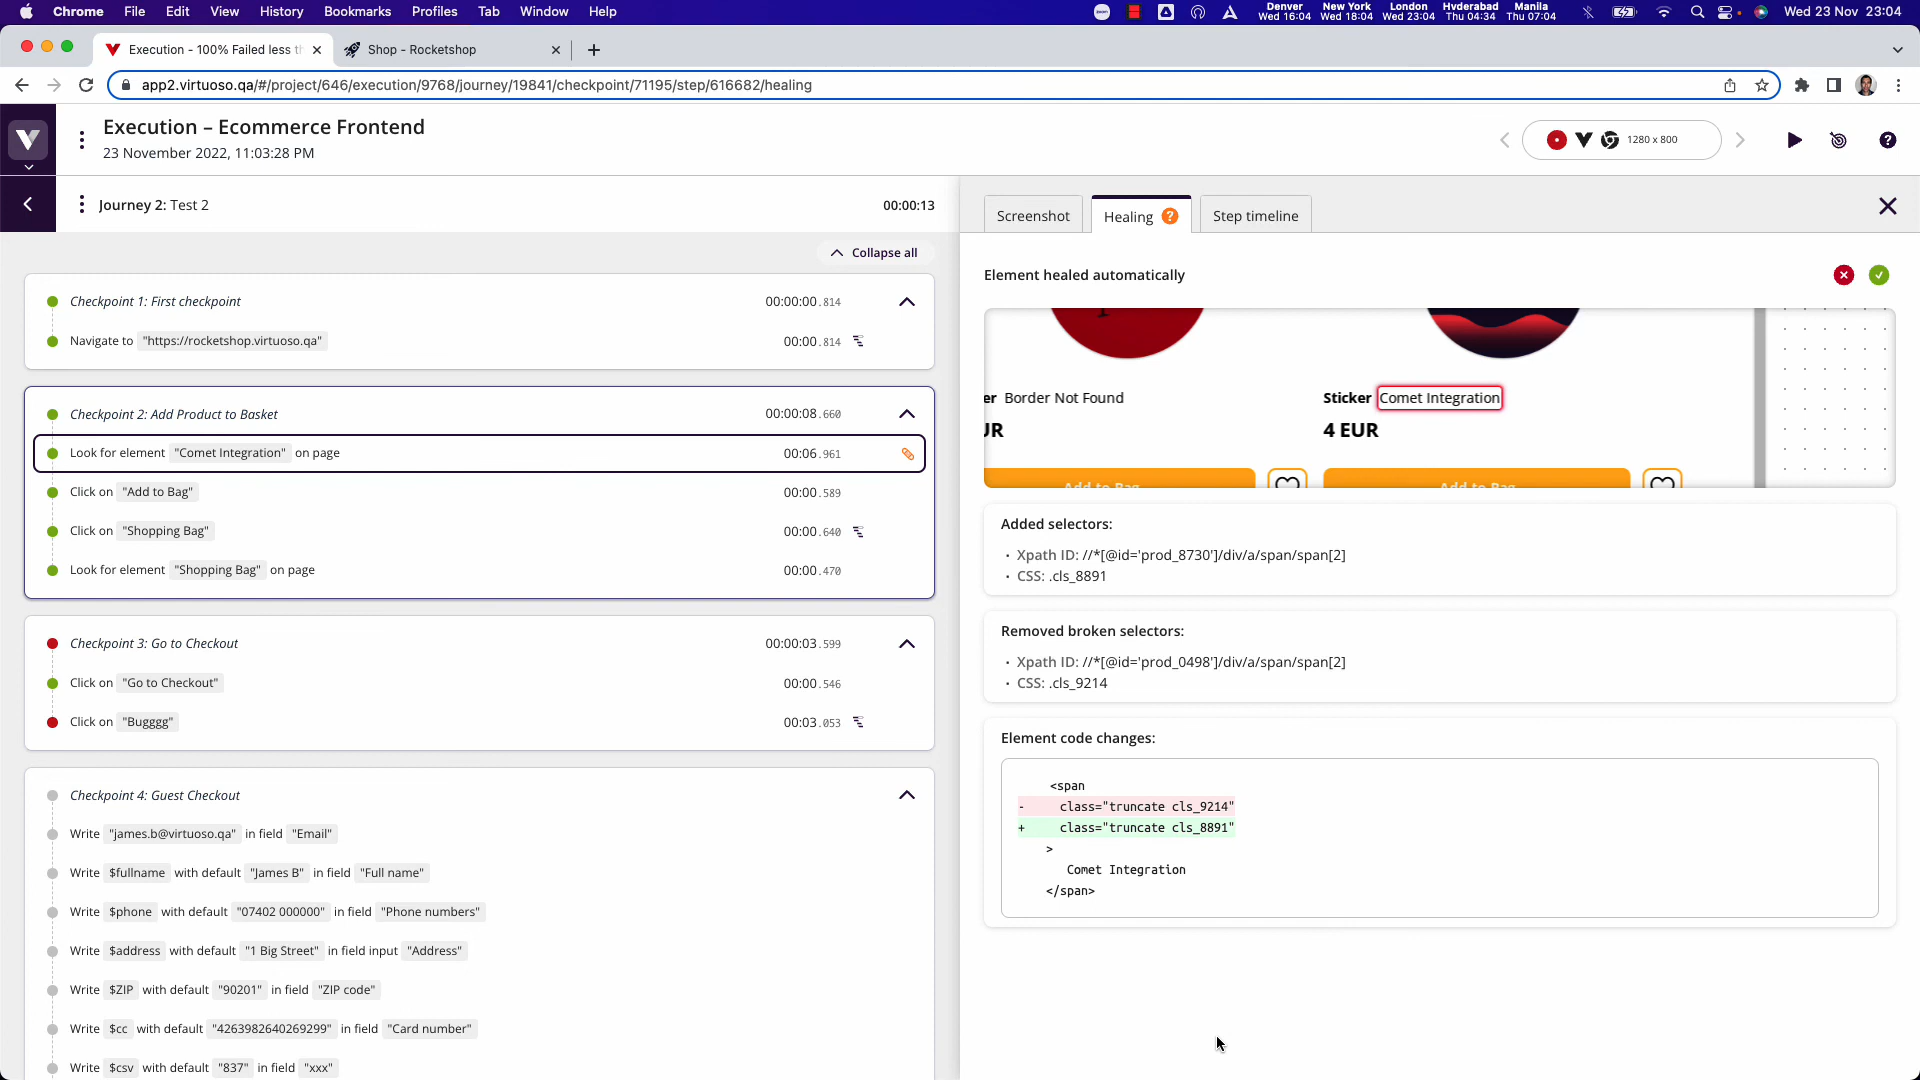 Chrome File Edit View History Bookmarks Profiles Tab Window Help
Denver New York London Hyderabad Manila
Wed 16:04 Wed 18:04 Wed 23:04 Thu 04:34 Thu 07:04
Wed 23 Nov 23:04
Execution - 100% Failed less th
Shop - Rocketshop
app2.virtuoso.qa/#/project/646/execution/9768/journey/19841/checkpoint/71195/step/616682/healing
Execution – Ecommerce Frontend
23 November 2022, 11:03:28 PM
1280 x 800
Journey 2: Test 2
00:00:13
Collapse all
Checkpoint 1: First checkpoint 00:00:00.814
Navigate to "https://rocketshop.virtuoso.qa" 00:00.814
Checkpoint 2: Add Product to Basket 00:00:08.660
Look for element "Comet Integration" on page 00:06.961
Click on "Add to Bag" 00:00.589
Click on "Shopping Bag" 00:00.640
Look for element "Shopping Bag" on page 00:00.470
Checkpoint 3: Go to Checkout 00:00:03.599
Click on "Go to Checkout" 00:00.546
Click on "Bugggg" 00:03.053
Checkpoint 4: Guest Checkout
Write "james.b@virtuoso.qa" in field "Email"
Write $fullname with default "James B" in field "Full name"
Write $phone with default "07402 000000" in field "Phone numbers"
Write $address with default "1 Big Street" in field input "Address"
Write $ZIP with default "90201" in field "ZIP code"
Write $cc with default "4263982640269299" in field "Card number"
Write $csv with default "837" in field "xxx"
Screenshot
Healing ?
Step timeline
Element healed automatically
er Border Not Found
UR
Sticker Comet Integration
4 EUR
Add to Bag
Add to Bag
Added selectors:
• Xpath ID: //*[@id='prod_8730']/div/a/span/span[2]
• CSS: .cls_8891
Removed broken selectors:
• Xpath ID: //*[@id='prod_0498']/div/a/span/span[2]
• CSS: .cls_9214
Element code changes:
<span
- class="truncate cls_9214"
+ class="truncate cls_8891"
>
Comet Integration
</span>